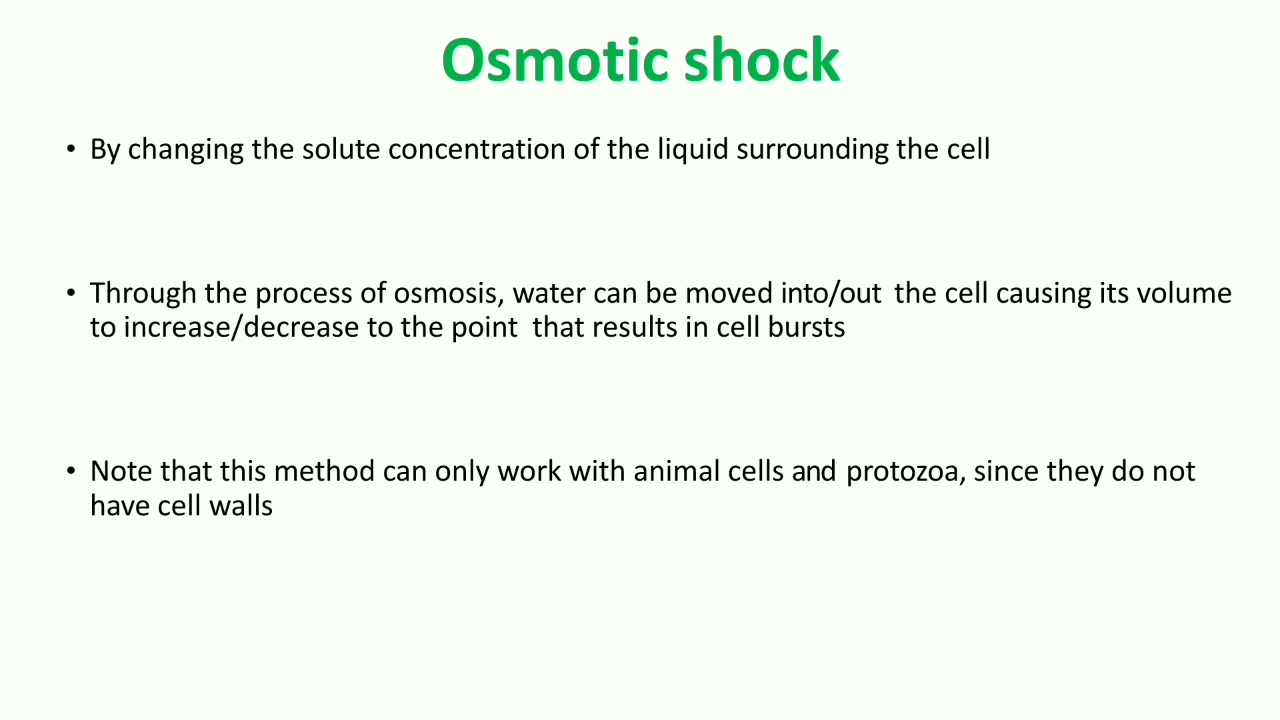 Osmotic shock
• By changing the solute concentration of the liquid surrounding the cell
• Through the process of osmosis, water can be moved into/out the cell causing its volume
to increase/decrease to the point that results in cell bursts
• Note that this method can only work with animal cells and protozoa, since they do not
have cell walls